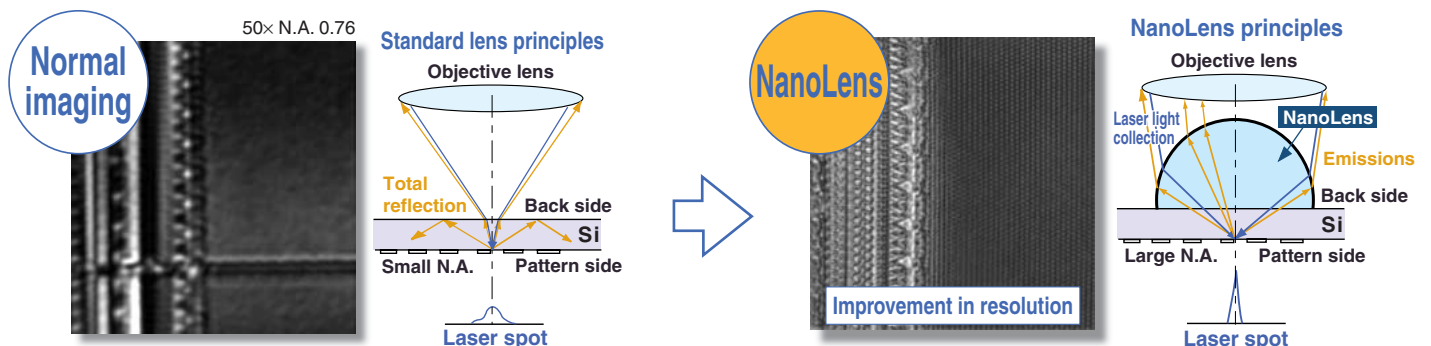 50× N.A. 0.76
Normal
imaging
Standard lens principles
Objective lens
Total
reflection
Back side
Si
Small N.A.
Pattern side
Laser spot
NanoLens
Improvement in resolution
NanoLens principles
Objective lens
Laser light
collection
NanoLens
Emissions
Back side
Si
Large N.A.
Pattern side
Laser spot